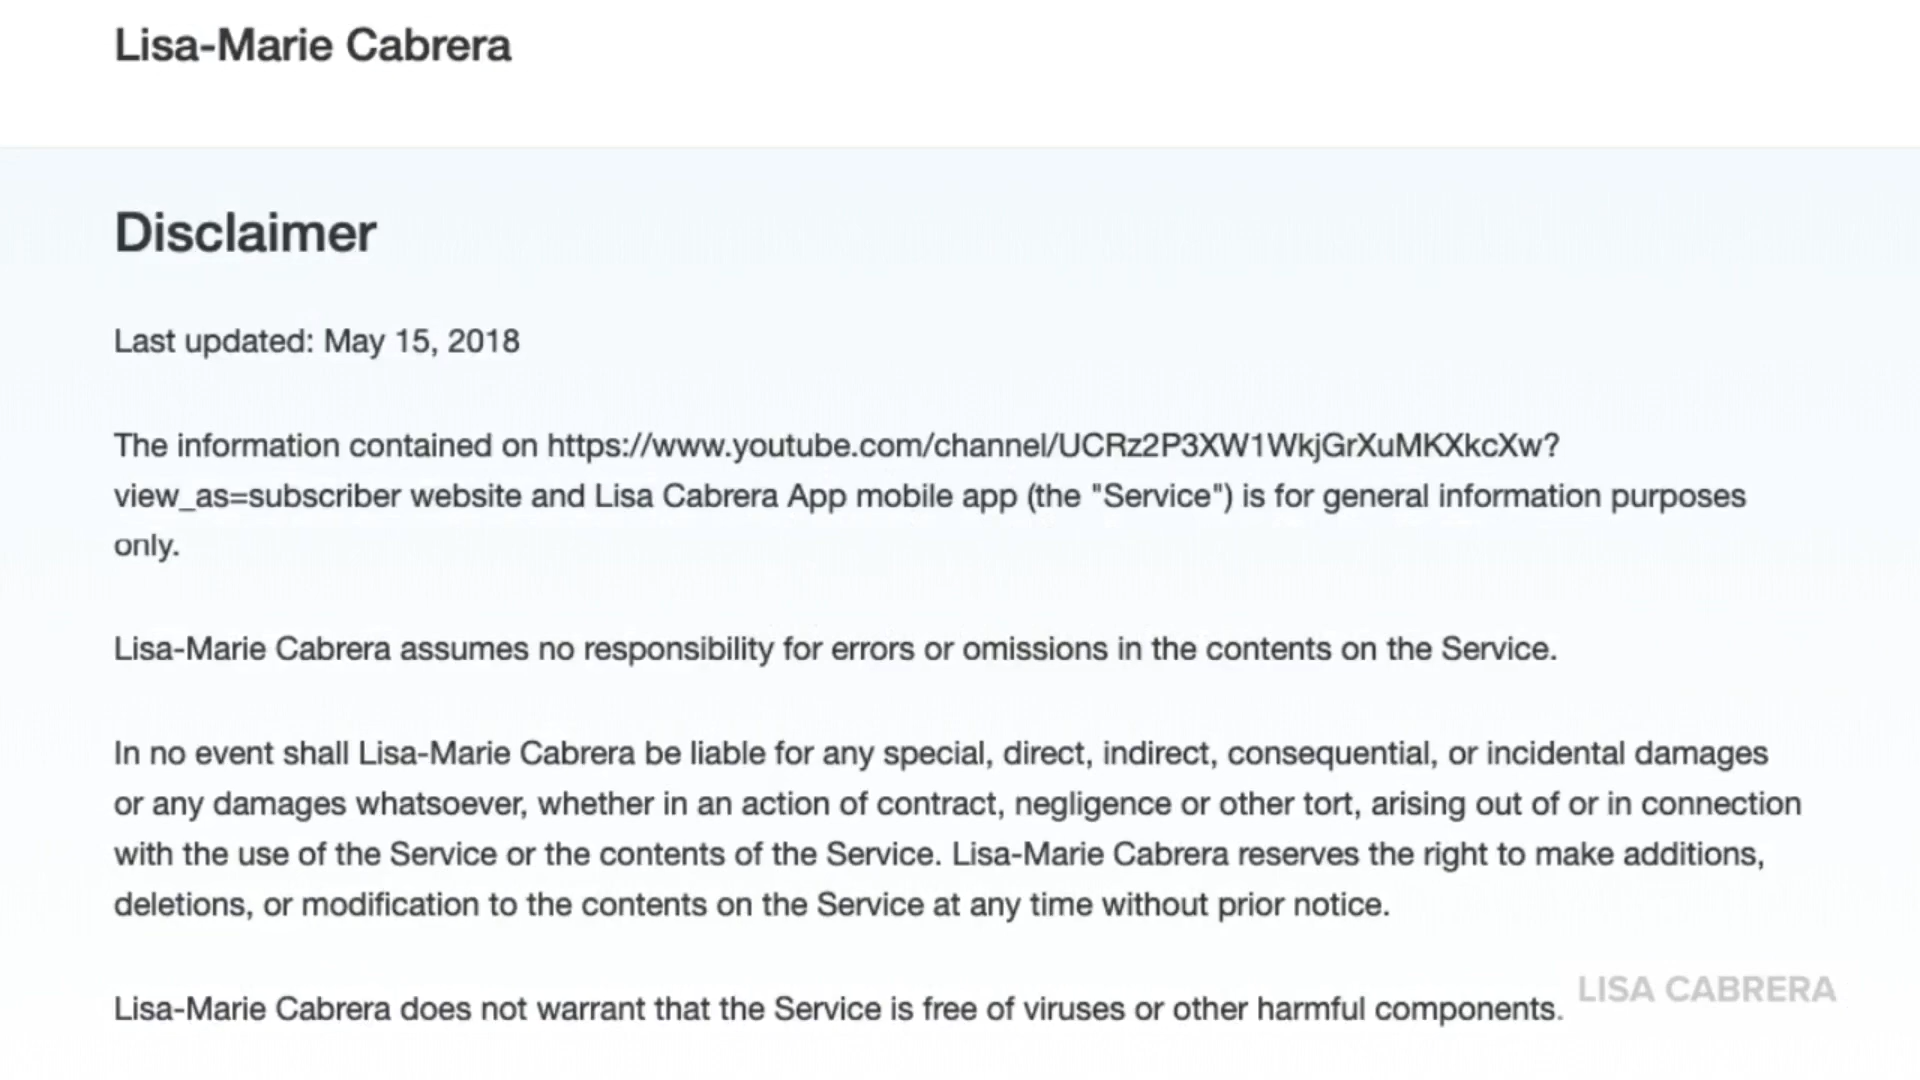 Lisa-Marie Cabrera
Disclaimer
Last updated: May 15, 2018
The information contained on https://www.youtube.com/channel/UCRz2P3XW1WkjGrXuMKXkcXw?
view_as=subscriber website and Lisa Cabrera App mobile app (the "Service") is for general information purposes
only.
Lisa-Marie Cabrera assumes no responsibility for errors or omissions in the contents on the Service.
In no event shall Lisa-Marie Cabrera be liable for any special, direct, indirect, consequential, or incidental damages
or any damages whatsoever, whether in an action of contract, negligence or other tort, arising out of or in connection
with the use of the Service or the contents of the Service. Lisa-Marie Cabrera reserves the right to make additions,
deletions, or modification to the contents on the Service at any time without prior notice.
Lisa-Marie Cabrera does not warrant that the Service is free of viruses or other harmful components.
LISA CABRERA